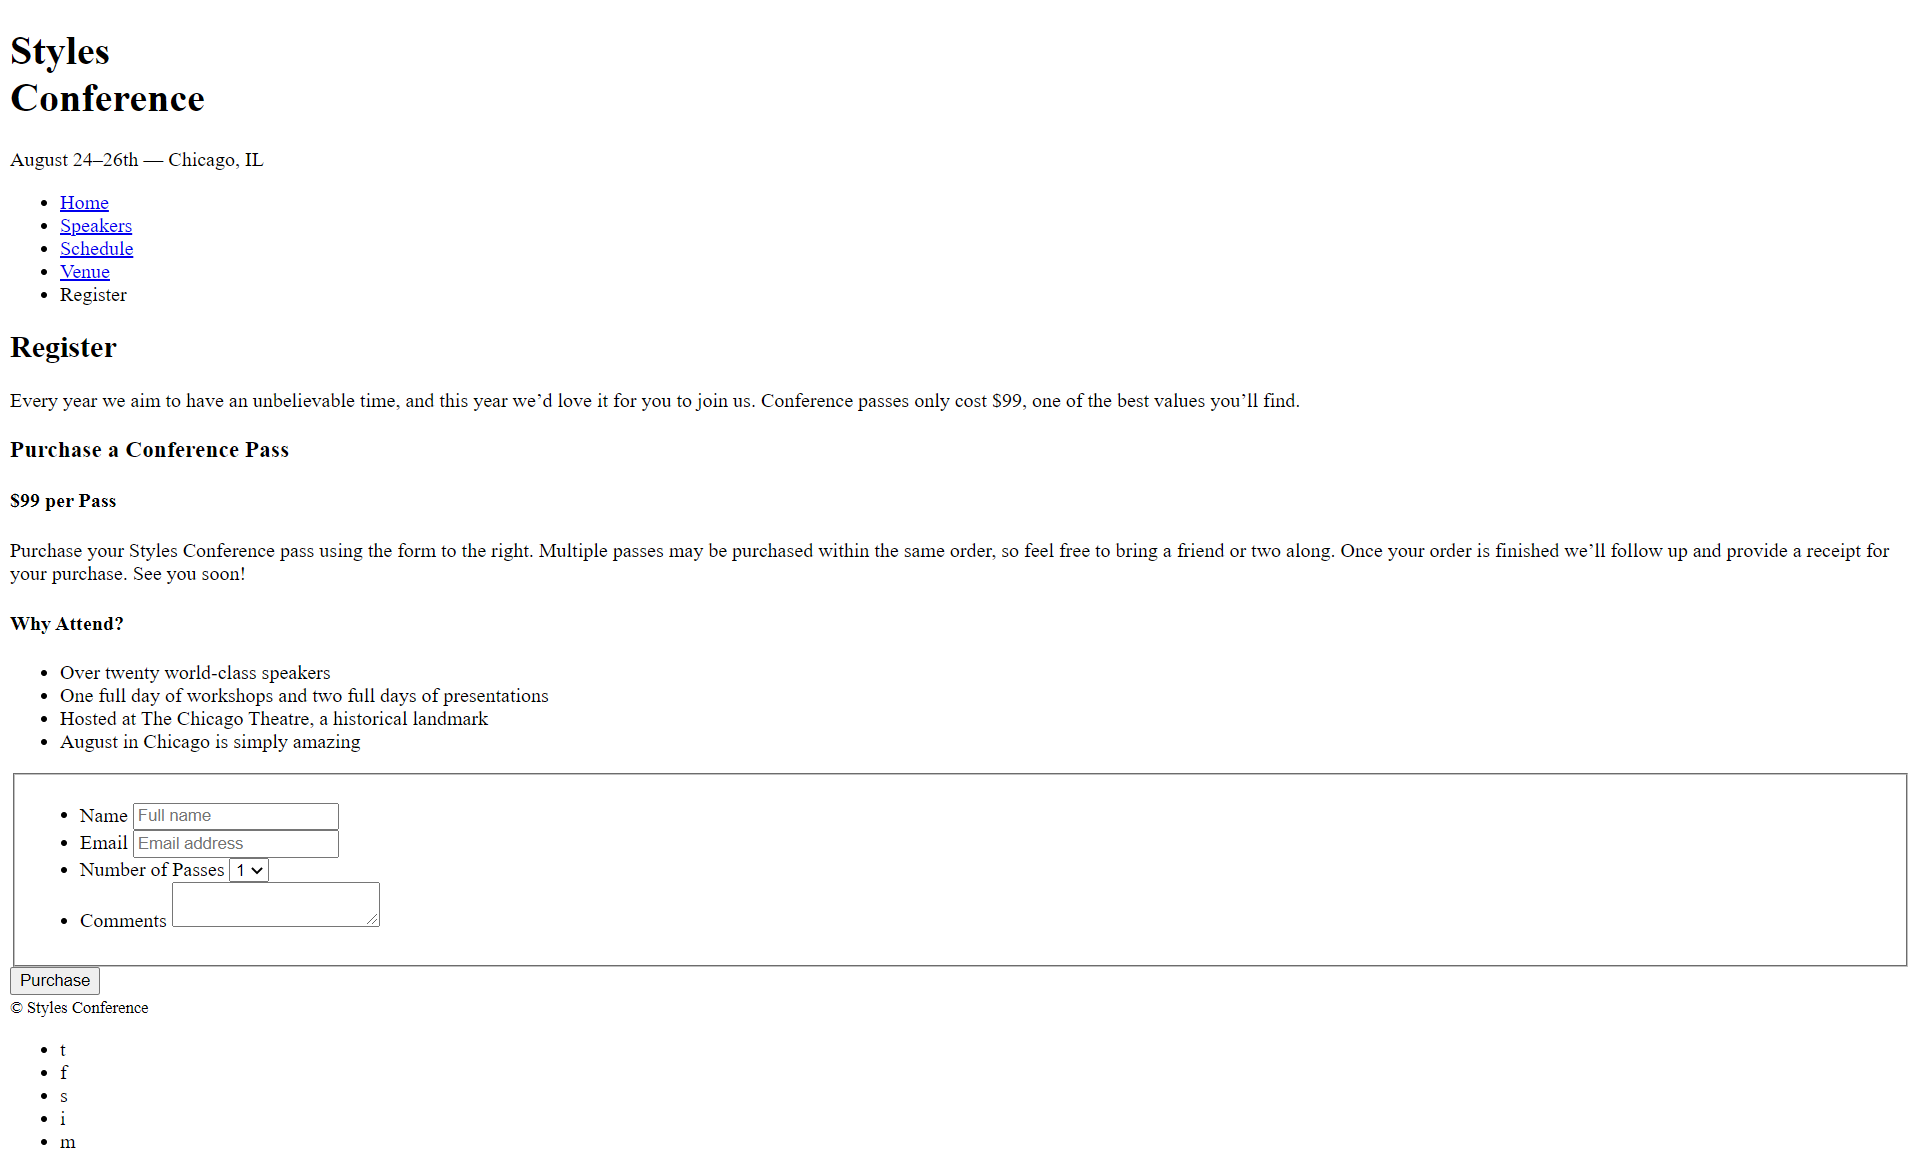 Styles
Conference
August 24–26th — Chicago, IL
Home
Speakers
Schedule
Venue
Register
Register
Every year we aim to have an unbelievable time, and this year we’d love it for you to join us. Conference passes only cost $99, one of the best values you’ll find.
Purchase a Conference Pass
$99 per Pass
Purchase your Styles Conference pass using the form to the right. Multiple passes may be purchased within the same order, so feel free to bring a friend or two along. Once your order is finished we’ll follow up and provide a receipt for
your purchase. See you soon!
Why Attend?
Over twenty world-class speakers
One full day of workshops and two full days of presentations
Hosted at The Chicago Theatre, a historical landmark
August in Chicago is simply amazing
Name Full name
Email Email address
Number of Passes 1
Comments
Purchase
© Styles Conference
t
f
s
i
m